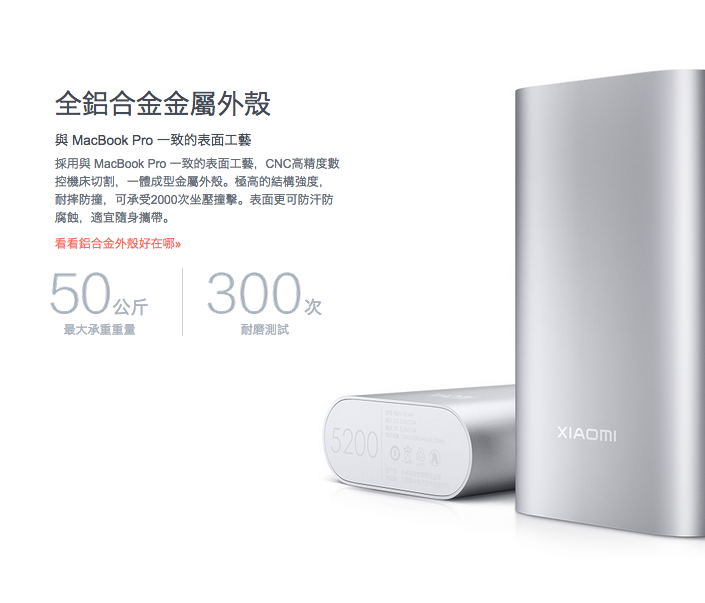 全鋁合金金屬外殼
與 MacBook Pro 一致的表面工藝
採用與 MacBook Pro 一致的表面工藝，CNC高精度數
控機床切割，一體成型金屬外殼。極高的結構強度，
耐摔防撞，可承受2000次坐壓撞擊。表面更可防汗防
腐蝕，適宜隨身攜帶。
看看鋁合金外殼好在哪»
50公斤
最大承重重量
300次
耐磨測試
XIAOMI
5200